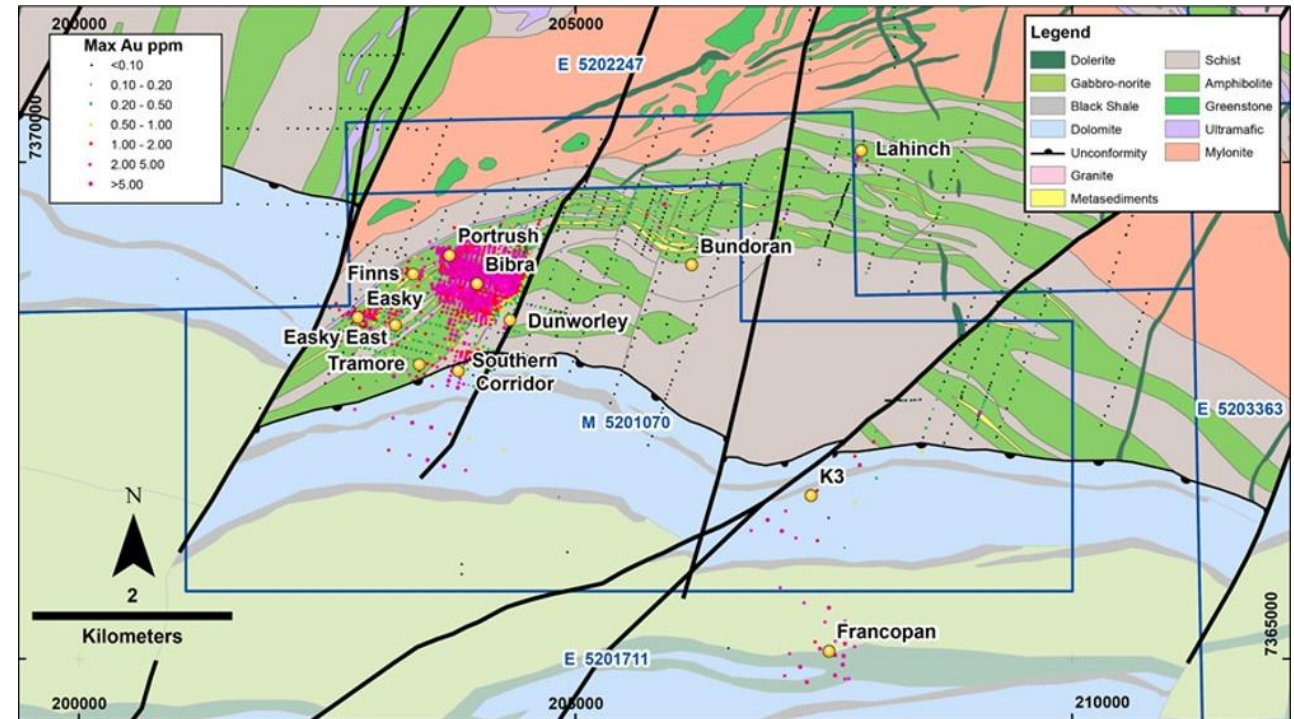 200000
205000
Max Au ppm
<0.10
0.10 - 0.20
0.20 - 0.50
0.50 - 1.00
1.00 - 2.00
2.00 5.00
>5.00
E 5202247
Legend
Dolerite
Gabbro-norite
Black Shale
Dolomite
Unconformity
Granite
Metasediments
Schist
Amphibolite
Greenstone
Ultramafic
Mylonite
7370000
Lahinch
Portrush
Bibra
Bundoran
Finns
Easky
Dunworley
Easky East
Tramore
Southern
Corridor
M 5201070
E 5203363
K3
N
2
Kilometers
Francopan
E 5201711
7365000
200000
205000
210000